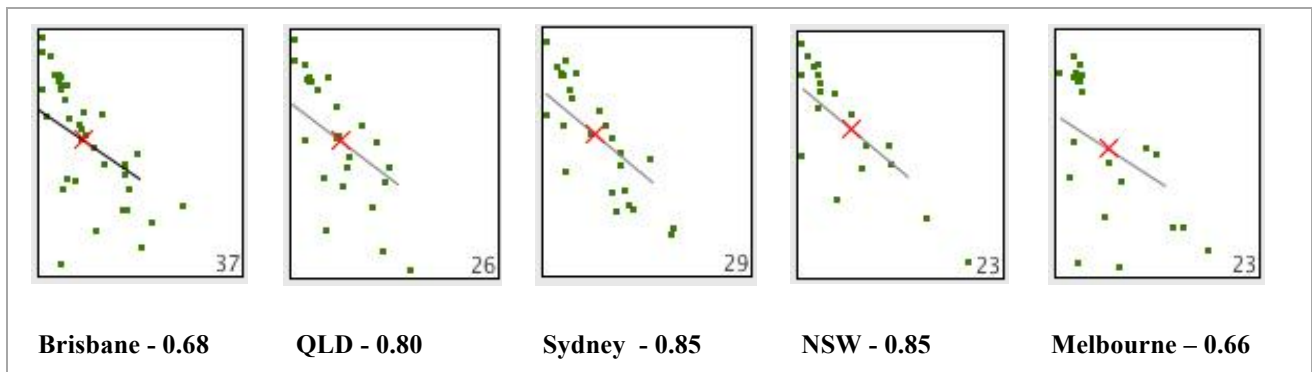 37 26 29 23 23
Brisbane - 0.68 QLD - 0.80 Sydney - 0.85 NSW - 0.85 Melbourne – 0.66